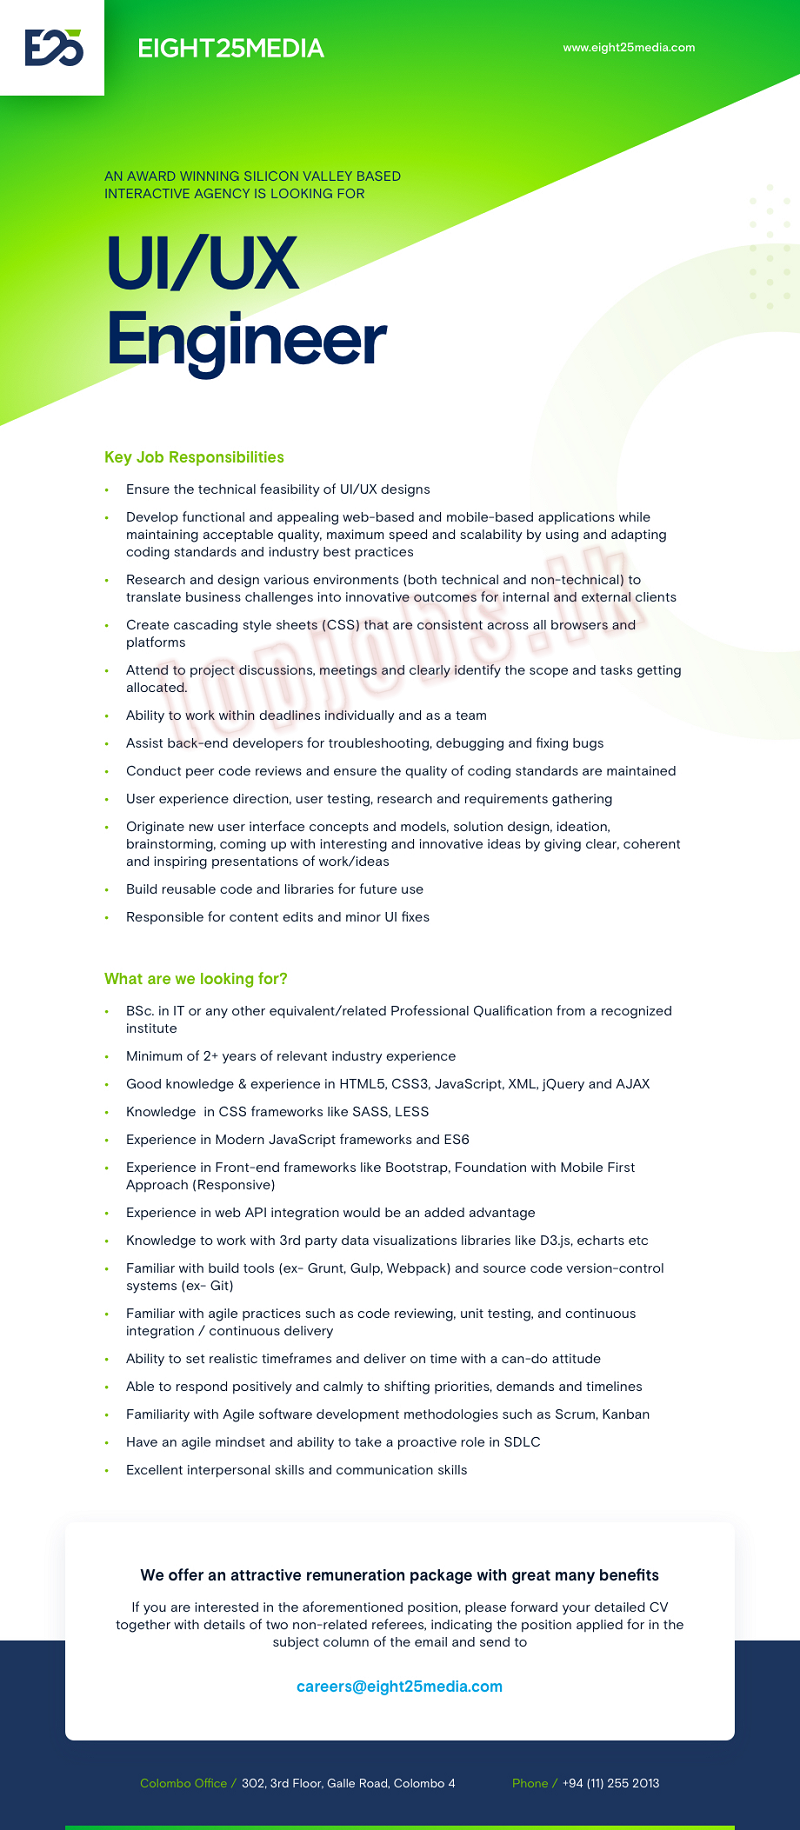 E25
EIGHT25MEDIA
www.eight25media.com
AN AWARD WINNING SILICON VALLEY BASED
INTERACTIVE AGENCY IS LOOKING FOR
UI/UX
Engineer
Key Job Responsibilities
• Ensure the technical feasibility of UI/UX designs
• Develop functional and appealing web-based and mobile-based applications while
maintaining acceptable quality, maximum speed and scalability by using and adapting
coding standards and industry best practices
• Research and design various environments (both technical and non-technical) to
translate business challenges into innovative outcomes for internal and external clients
• Create cascading style sheets (CSS) that are consistent across all browsers and
platforms
• Attend to project discussions, meetings and clearly identify the scope and tasks getting
allocated.
• Ability to work within deadlines individually and as a team
• Assist back-end developers for troubleshooting, debugging and fixing bugs
• Conduct peer code reviews and ensure the quality of coding standards are maintained
• User experience direction, user testing, research and requirements gathering
• Originate new user interface concepts and models, solution design, ideation,
brainstorming, coming up with interesting and innovative ideas by giving clear, coherent
and inspiring presentations of work/ideas
• Build reusable code and libraries for future use
• Responsible for content edits and minor UI fixes
topjobs.lk
What are we looking for?
• BSc. in IT or any other equivalent/related Professional Qualification from a recognized
institute
• Minimum of 2+ years of relevant industry experience
• Good knowledge & experience in HTML5, CSS3, JavaScript, XML, jQuery and AJAX
• Knowledge  in CSS frameworks like SASS, LESS
• Experience in Modern JavaScript frameworks and ES6
• Experience in Front-end frameworks like Bootstrap, Foundation with Mobile First
Approach (Responsive)
• Experience in web API integration would be an added advantage
• Knowledge to work with 3rd party data visualizations libraries like D3.js, echarts etc
• Familiar with build tools (ex- Grunt, Gulp, Webpack) and source code version-control
systems (ex- Git)
• Familiar with agile practices such as code reviewing, unit testing, and continuous
integration / continuous delivery
• Ability to set realistic timeframes and deliver on time with a can-do attitude
• Able to respond positively and calmly to shifting priorities, demands and timelines
• Familiarity with Agile software development methodologies such as Scrum, Kanban
• Have an agile mindset and ability to take a proactive role in SDLC
• Excellent interpersonal skills and communication skills
We offer an attractive remuneration package with great many benefits
If you are interested in the aforementioned position, please forward your detailed CV
together with details of two non-related referees, indicating the position applied for in the
subject column of the email and send to
careers@eight25media.com
Colombo Office / 302, 3rd Floor, Galle Road, Colombo 4
Phone / +94 (11) 255 2013